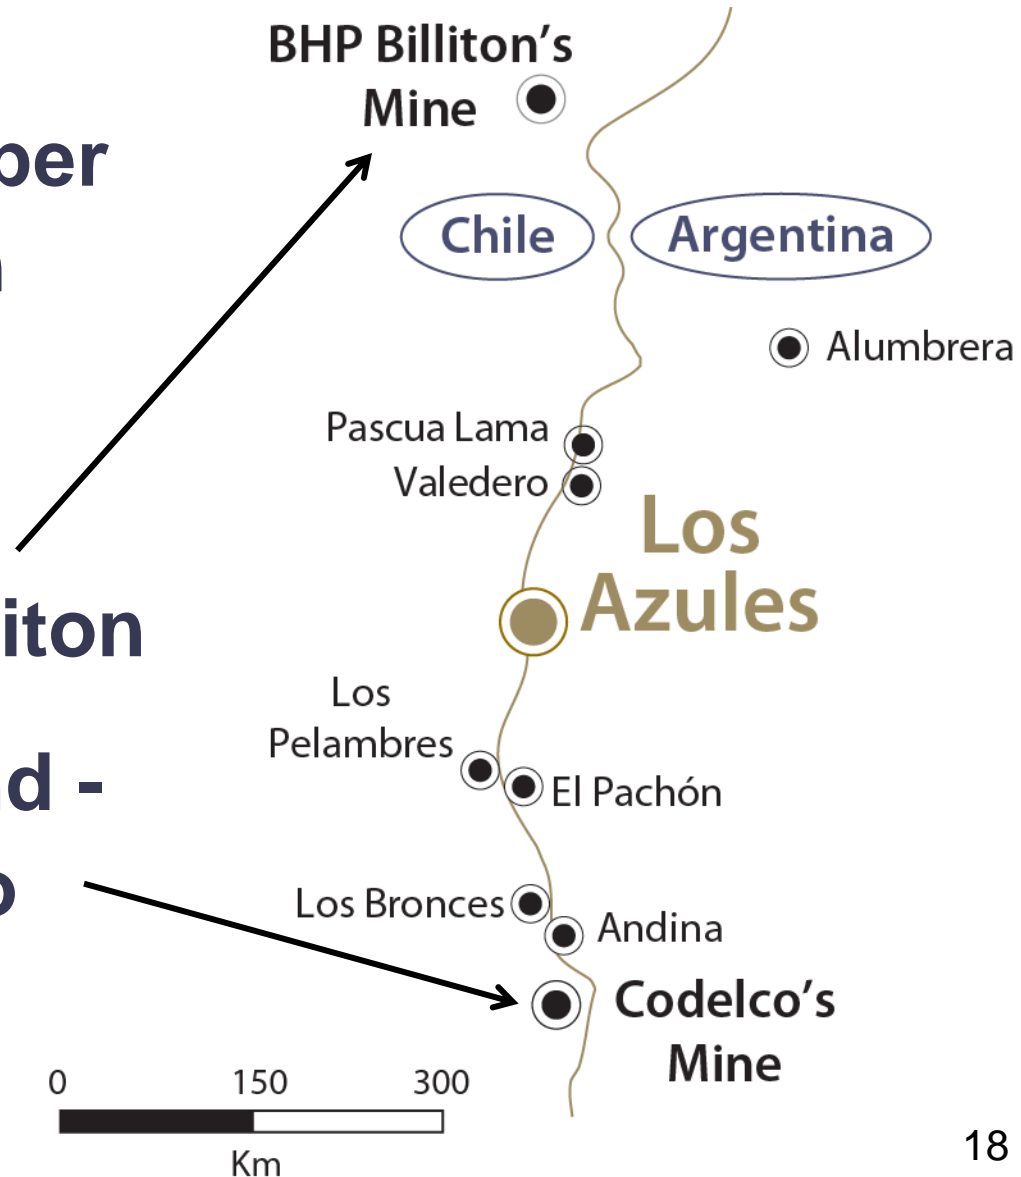 BHP Billiton’s
Mine
per
Chile
Argentina
Alumbrera
Pascua Lama
Valedero
Los
Azules
iton
Los
Pelambres
nd -
El Pachón
Los Bronces
Andina
Codelco’s
Mine
0 150 300
Km
18